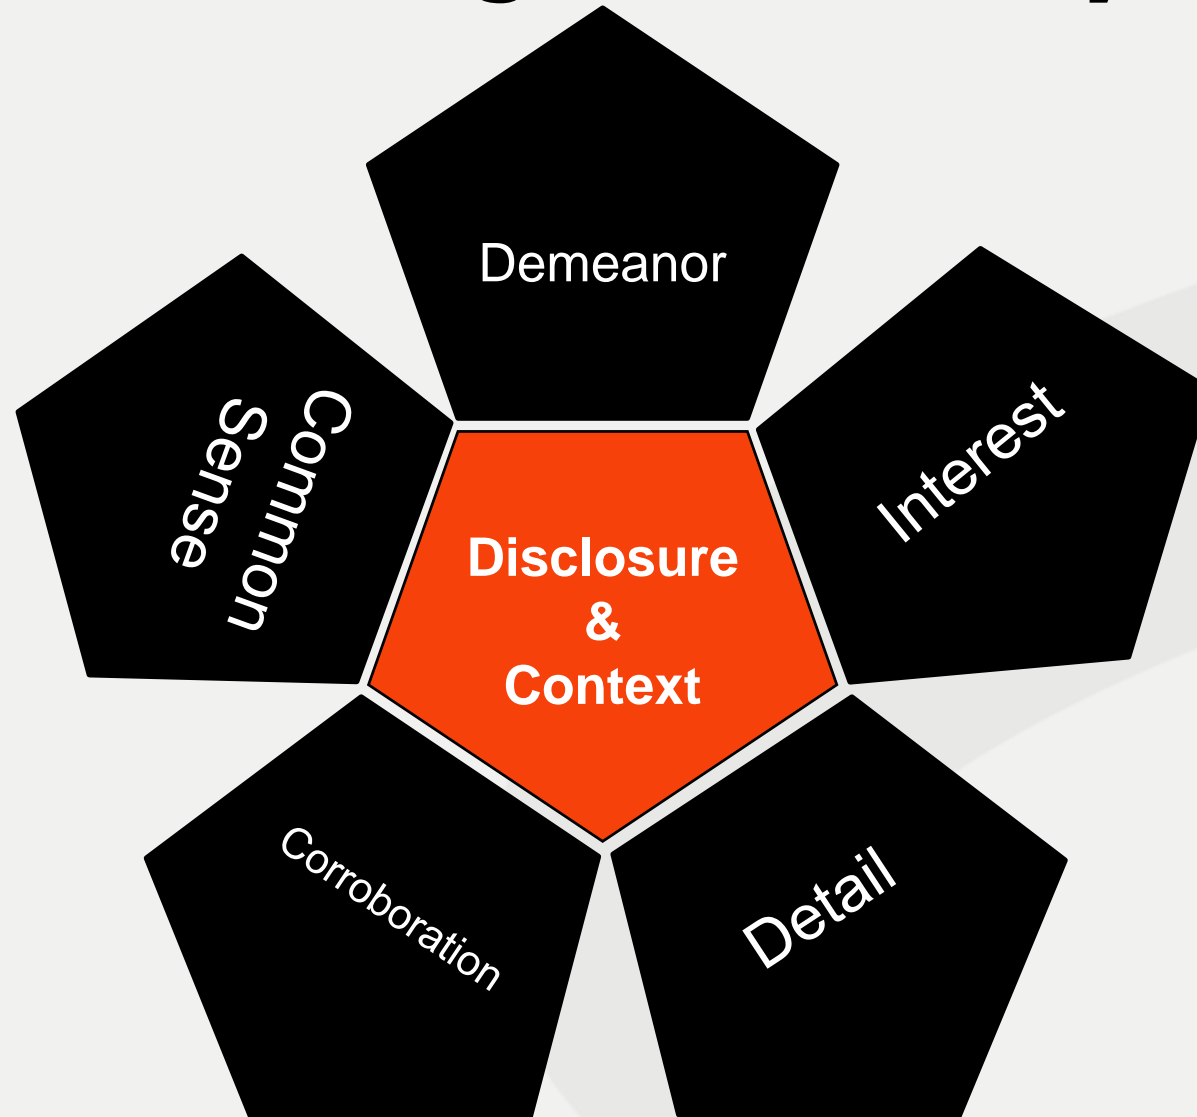 Demeanor
Interest
Common
Sense
Disclosure
&
Context
Corroboration
Detail